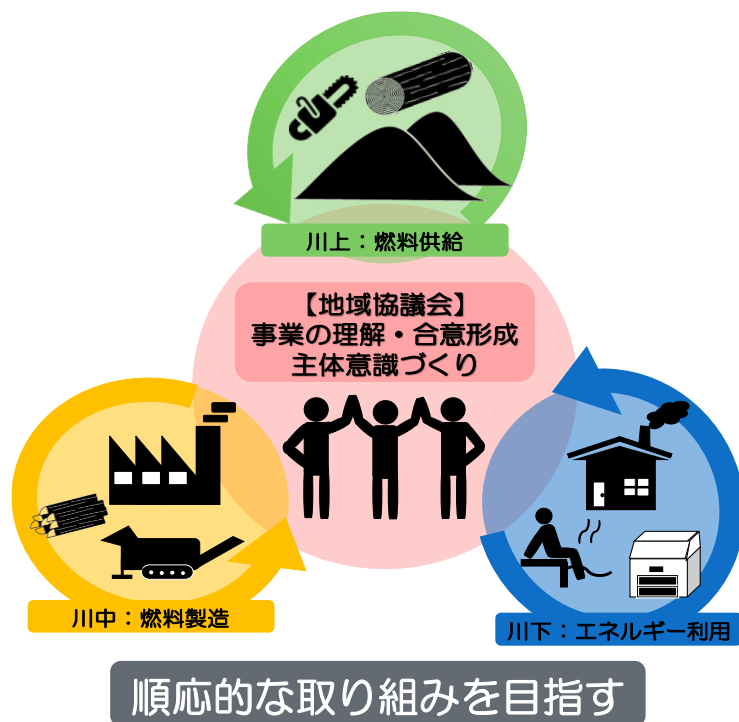 川上：燃料供給
【地域協議会】
事業の理解・合意形成
主体意識づくり
川中：燃料製造
川下：エネルギー利用
順応的な取り組みを目指す